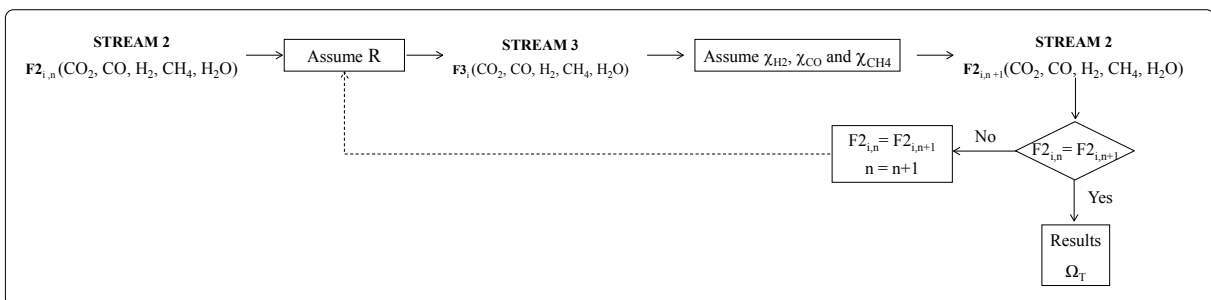 STREAM 2
F2i,n(CO2, CO, H2, CH4, H2O)
Assume R
STREAM 3
F3i(CO2, CO, H2, CH4, H2O)
Assume χH2, χCO and χCH4
STREAM 2
F2i,n+1(CO2, CO, H2, CH4, H2O)
F2i,n= F2i,n+1
n = n+1
No
F2i,n= F2i,n+1
Yes
Results
ΩT